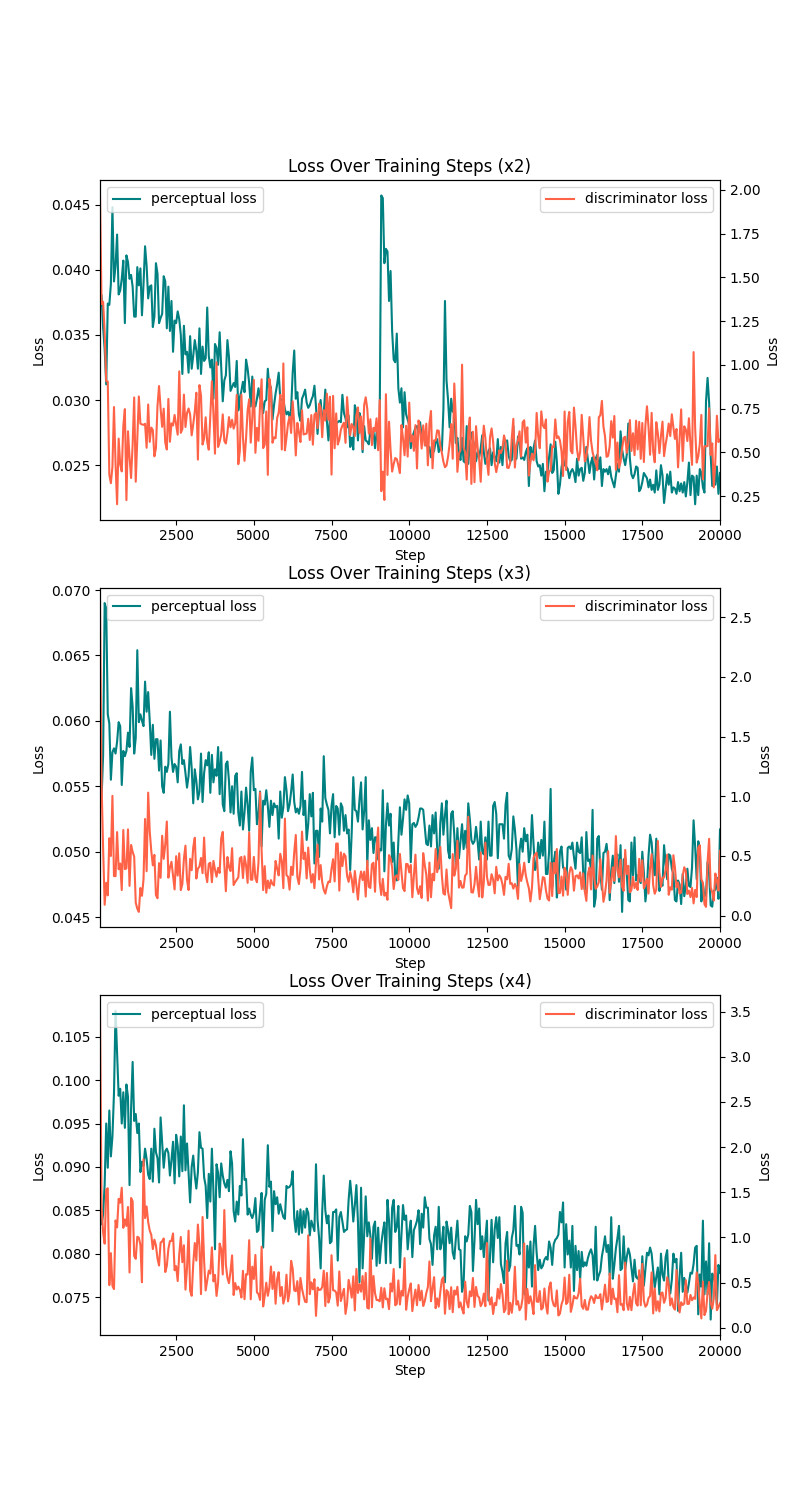 Loss Over Training Steps (x2)
perceptual loss
discriminator loss
0.045
0.040
0.035
0.030
0.025
Loss
2.00
1.75
1.50
1.25
1.00
0.75
0.50
0.25
Loss
2500 5000 7500 10000 12500 15000 17500 20000
Step
Loss Over Training Steps (x3)
perceptual loss
discriminator loss
0.070
0.065
0.060
0.055
0.050
0.045
Loss
2.5
2.0
1.5
1.0
0.5
0.0
Loss
2500 5000 7500 10000 12500 15000 17500 20000
Step
Loss Over Training Steps (x4)
perceptual loss
discriminator loss
0.105
0.100
0.095
0.090
0.085
0.080
0.075
Loss
3.5
3.0
2.5
2.0
1.5
1.0
0.5
0.0
Loss
2500 5000 7500 10000 12500 15000 17500 20000
Step